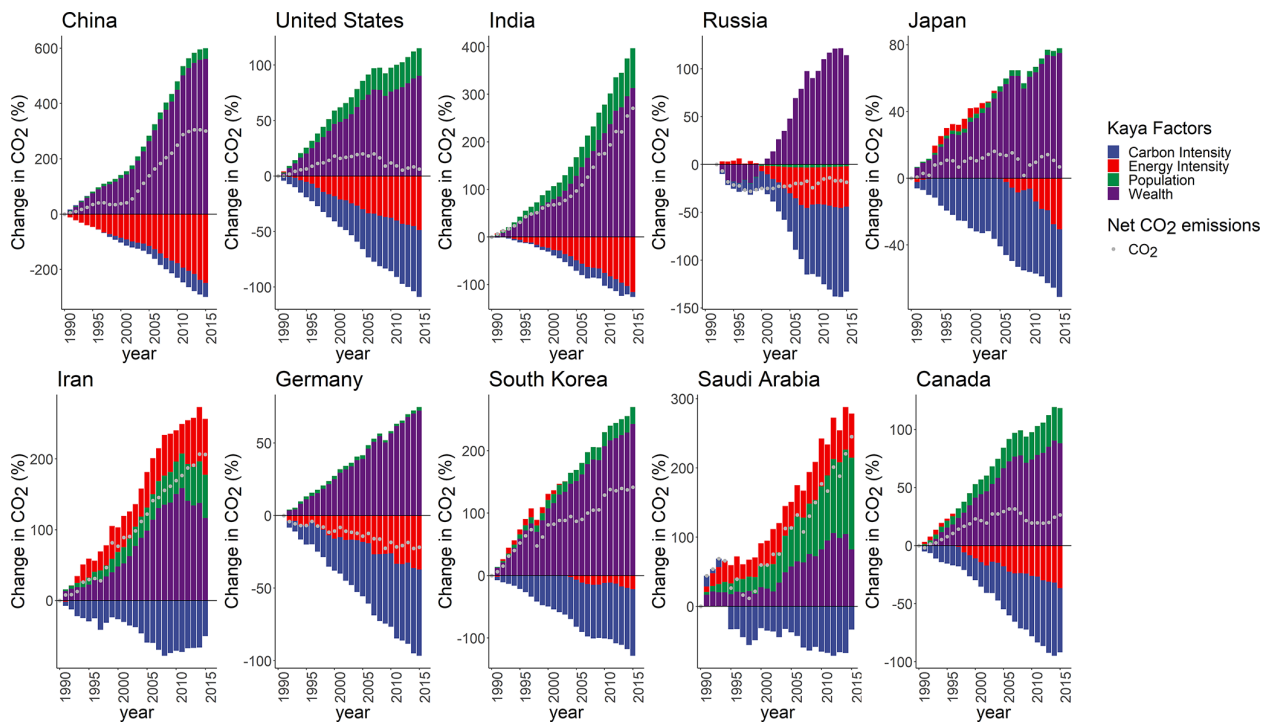 China
United States
India
Russia
Japan
Change in CO2 (%)
600
400
200
0
-200
1990
1995
2000
2005
2010
2015
year
Change in CO2 (%)
100
50
0
-50
-100
1990
1995
2000
2005
2010
2015
year
Change in CO2 (%)
400
300
200
100
0
-100
1990
1995
2000
2005
2010
2015
year
Change in CO2 (%)
100
50
0
-50
-100
-150
1990
1995
2000
2005
2010
2015
year
Change in CO2 (%)
80
40
0
-40
1990
1995
2000
2005
2010
2015
year
Kaya Factors
Carbon Intensity
Energy Intensity
Population
Wealth
Net CO2 emissions
CO2
Iran
Germany
South Korea
Saudi Arabia
Canada
Change in CO2 (%)
200
100
0
1990
1995
2000
2005
2010
2015
year
Change in CO2 (%)
50
0
-50
-100
1990
1995
2000
2005
2010
2015
year
Change in CO2 (%)
200
100
0
-100
1990
1995
2000
2005
2010
2015
year
Change in CO2 (%)
300
200
100
0
1990
1995
2000
2005
2010
2015
year
Change in CO2 (%)
100
50
0
-50
-100
1990
1995
2000
2005
2010
2015
year